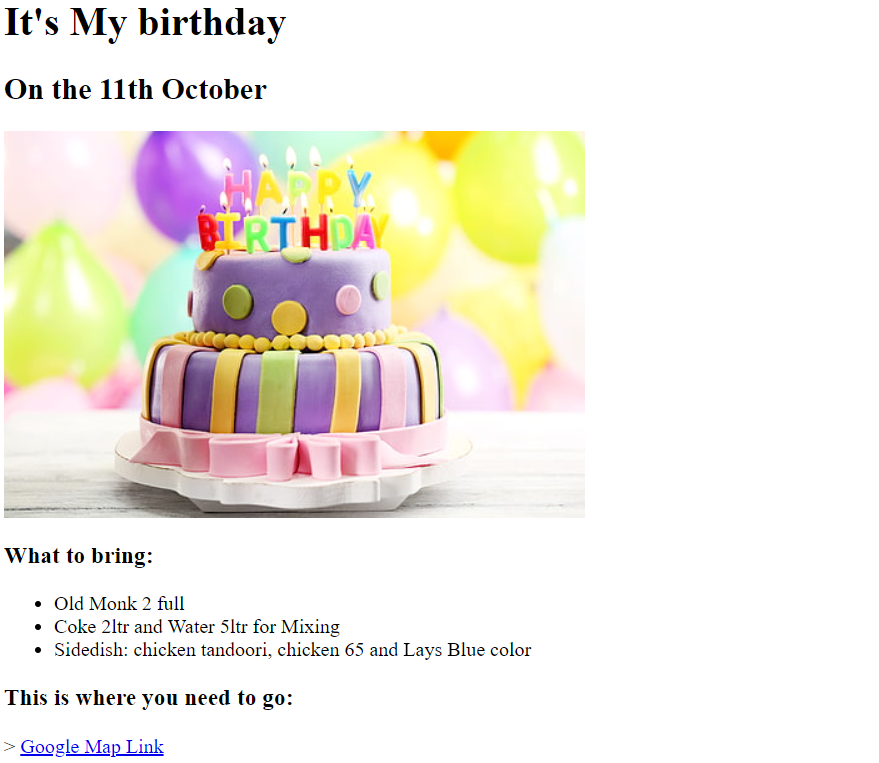 It's My birthday
On the 11th October
HAPPY
BIRTHDAY
What to bring:
• Old Monk 2 full
• Coke 2ltr and Water 5ltr for Mixing
• Sidedish: chicken tandoori, chicken 65 and Lays Blue color
This is where you need to go:
> Google Map Link